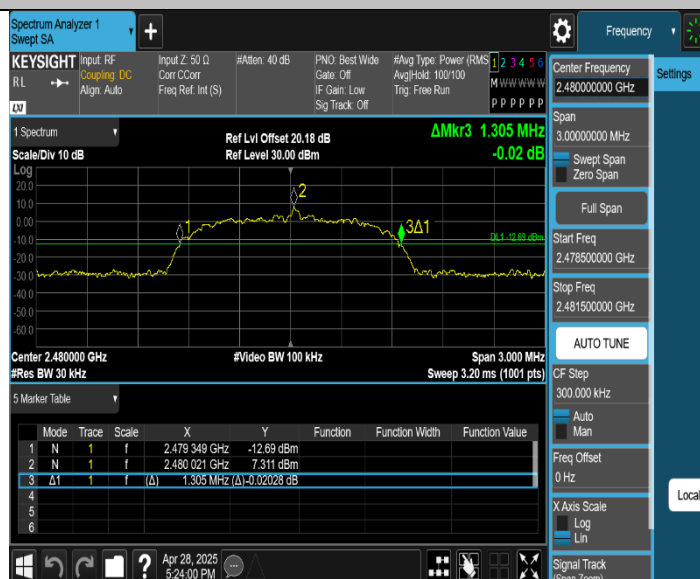 Spectrum Analyzer 1
Swept SA
Frequency
KEYSIGHT
RL
LXI
Input: RF
Coupling: DC
Align: Auto
Input Z: 50 Ω
Corr CCorr
Freq Ref: Int (S)
#Atten: 40 dB
PNO: Best Wide
Gate: Off
IF Gain: Low
Sig Track: Off
#Avg Type: Power (RMS
Avg|Hold: 100/100
Trig: Free Run
1 2 3 4 5 6
M W W W W W
P P P P P P
1 Spectrum
Scale/Div 10 dB
Ref Lvl Offset 20.18 dB
Ref Level 30.00 dBm
ΔMkr3 1.305 MHz
-0.02 dB
Log
20.0
10.0
0.00
-10.0
-20.0
-30.0
-40.0
-50.0
-60.0
1
2
3Δ1
DL1 -12.69 dBm
Center 2.480000 GHz
#Res BW 30 kHz
#Video BW 100 kHz
Span 3.000 MHz
Sweep 3.20 ms (1001 pts)
5 Marker Table
Mode Trace Scale X Y Function Function Width Function Value
1 N 1 f 2.479 349 GHz -12.69 dBm
2 N 1 f 2.480 021 GHz 7.311 dBm
3 Δ1 1 f (Δ) 1.305 MHz (Δ)-0.02028 dB
4
5
6
?
Apr 28, 2025
5:24:00 PM
Center Frequency
2.480000000 GHz
Span
3.00000000 MHz
Swept Span
Zero Span
Full Span
Start Freq
2.478500000 GHz
Stop Freq
2.481500000 GHz
AUTO TUNE
CF Step
300.000 kHz
Auto
Man
Freq Offset
0 Hz
X Axis Scale
Log
Lin
Signal Track
(Span Zoom)
Settings
Local